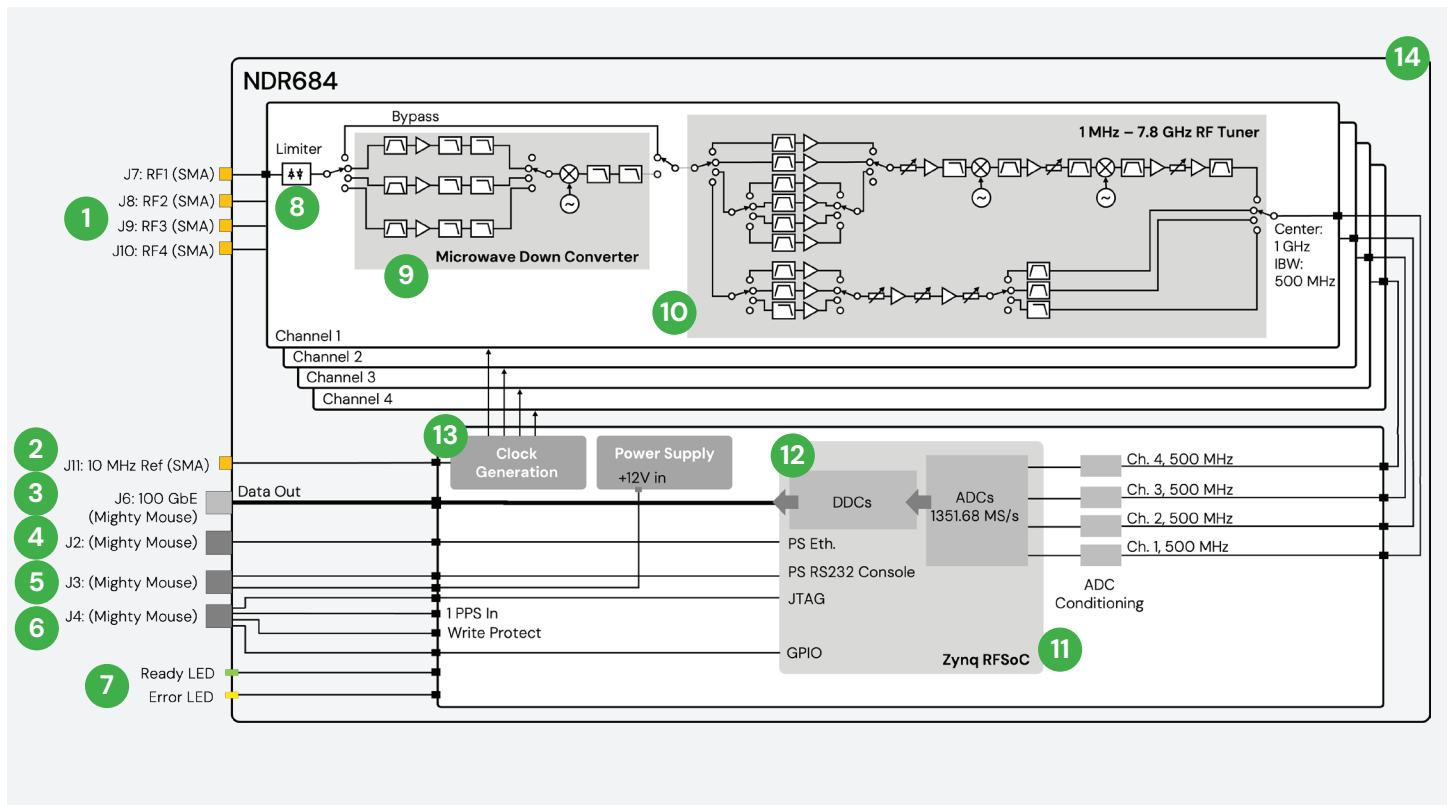 14
NDR684
Bypass
Limiter
1 MHz – 7.8 GHz RF Tuner
J7: RF1 (SMA)
J8: RF2 (SMA)
1
8
J9: RF3 (SMA)
J10: RF4 (SMA)
Microwave Down Converter
9
Center:
1 GHz
IBW:
500 MHz
10
Channel 1
Channel 2
Channel 3
Channel 4
13
2
J11: 10 MHz Ref (SMA)
Clock
Generation
Power Supply
+12V in
12
Ch. 4, 500 MHz
3
J6: 100 GbE
(Mighty Mouse)
Data Out
DDCs
ADCs
1351.68 MS/s
Ch. 3, 500 MHz
Ch. 2, 500 MHz
Ch. 1, 500 MHz
4
J2: (Mighty Mouse)
PS Eth.
5
J3: (Mighty Mouse)
PS RS232 Console
JTAG
ADC
Conditioning
6
J4: (Mighty Mouse)
1 PPS In
Write Protect
GPIO
Zynq RFSoC
11
7
Ready LED
Error LED